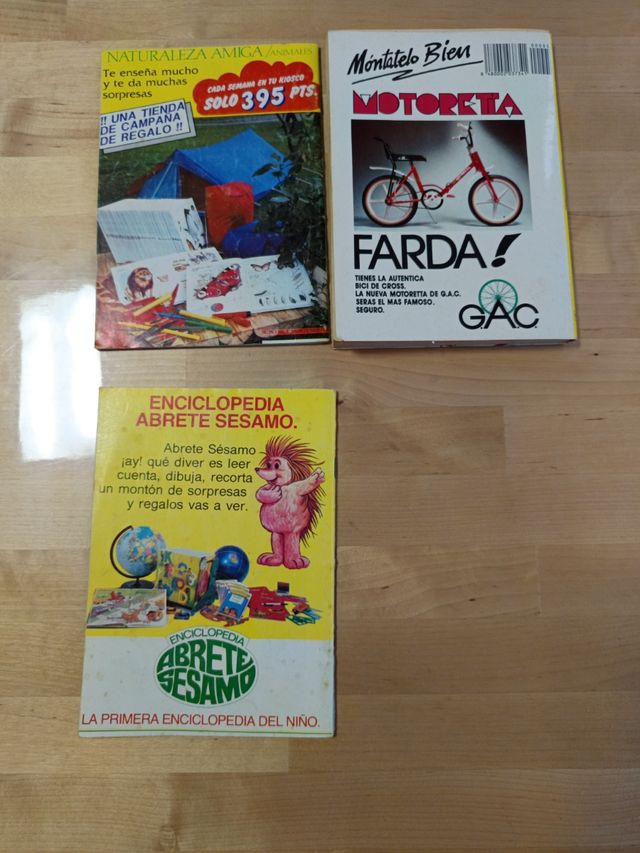 NATURALEZA AMIGA/ANIMALES
Te enseña mucho
y te da muchas
sorpresas
CADA SEMANA EN TU KIOSCO
SOLO 395 PTS.
!! UNA TIENDA
DE CAMPAÑA
DE REGALO !!
Móntatelo Bien
MOTORETTA
FARDA!
TIENES LA AUTENTICA
BICI DE CROSS.
LA NUEVA MOTORETTA DE G.A.C.
SERAS EL MAS FAMOSO.
SEGURO.
GAC
ENCICLOPEDIA
ABRETE SESAMO.
Abrete Sésamo
¡ay! qué diver es leer
cuenta, dibuja, recorta
un montón de sorpresas
y regalos vas a ver.
ENCICLOPEDIA
ABRETE
SESAMO
LA PRIMERA ENCICLOPEDIA DEL NIÑO.